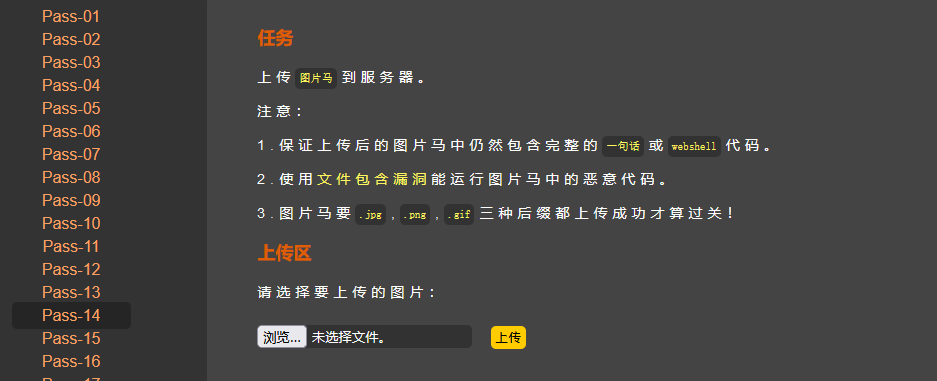 Pass-01
Pass-02
Pass-03
Pass-04
Pass-05
Pass-06
Pass-07
Pass-08
Pass-09
Pass-10
Pass-11
Pass-12
Pass-13
Pass-14
Pass-15
Pass-16
Pass-17
任务
上传 图片马 到服务器。
注意：
1.保证上传后的图片马中仍然包含完整的 一句话 或 webshell 代码。
2.使用文件包含漏洞能运行图片马中的恶意代码。
3.图片马要 .jpg , .png , .gif 三种后缀都上传成功才算过关！
上传区
请选择要上传的图片：
浏览... 未选择文件。 上传